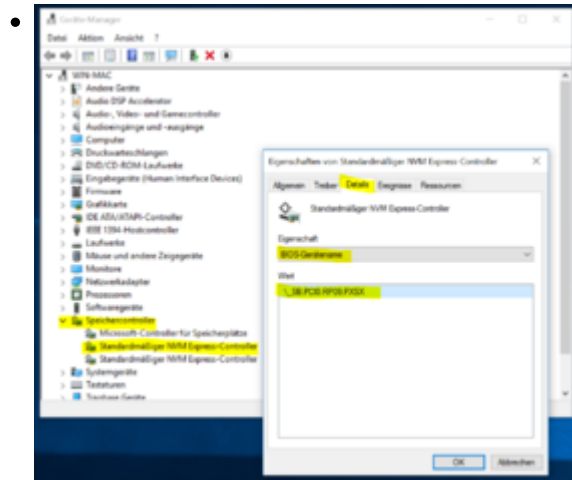 Geräte-Manager
Datei Aktion Ansicht ?
WIN-MAC
Andere Geräte
Audio DSP Accelerator
Audio-, Video- und Gamecontroller
Audioeingänge und -ausgänge
Computer
Druckwarteschlangen
DVD/CD-ROM-Laufwerke
Eingabegeräte (Human Interface Devices)
Firmware
Grafikkarte
IDE ATA/ATAPI-Controller
IEEE 1394-Hostcontroller
Laufwerke
Mäuse und andere Zeigegeräte
Monitore
Netzwerkadapter
Prozessoren
Softwaregeräte
Speichercontroller
Microsoft-Controller für Speicherplätze
Standardmäßiger NVM Express-Controller
Standardmäßiger NVM Express-Controller
Systemgeräte
Tastaturen
Eigenschaften von Standardmäßiger NVM Express-Controller
Allgemein Treiber Details Ereignisse Ressourcen
Standardmäßiger NVM Express-Controller
Eigenschaft
BIOS-Gerätename
Wert
OK Abbrechen